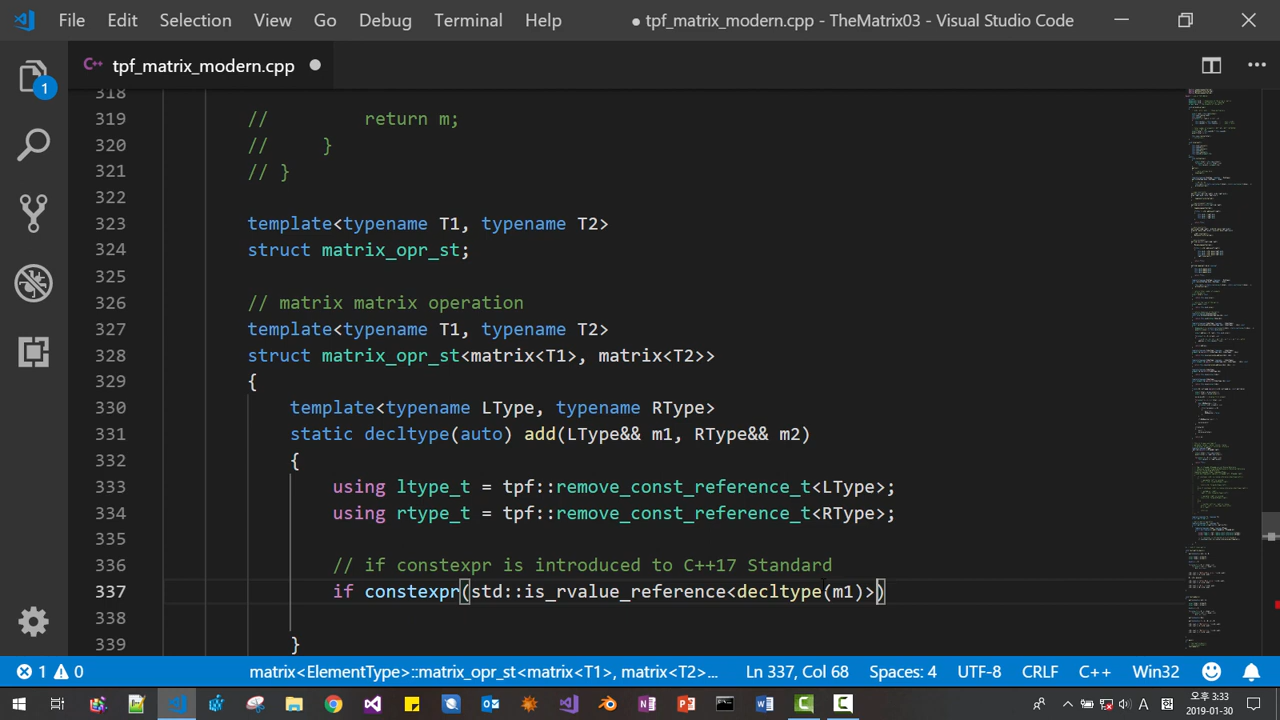 File Edit Selection View Go Debug Terminal Help
● tpf_matrix_modern.cpp - TheMatrix03 - Visual Studio Code
C++ tpf_matrix_modern.cpp ●
1
318
319 // return m;
320 // }
321 // }
322
323 template<typename T1, typename T2>
324 struct matrix_opr_st;
325
326 // matrix matrix operation
327 template<typename T1, typename T2>
328 struct matrix_opr_st<matrix<T1>, matrix<T2>>
329 {
330 template<typename LType, typename RType>
331 static decltype(auto) add(LType&& m1, RType&& m2)
332 {
333 using ltype_t = tpf::remove_const_reference_t<LType>;
334 using rtype_t = tpf::remove_const_reference_t<RType>;
335
336 // if constexpr is introduced to C++17 Standard
337 if constexpr(std::is_rvalue_reference<decltype(m1)>)
338
339 }
1 0 matrix<ElementType>::matrix_opr_st<matrix<T1>, matrix<T2>... Ln 337, Col 68 Spaces: 4 UTF-8 CRLF C++ Win32
A 오후 3:33
2019-01-30